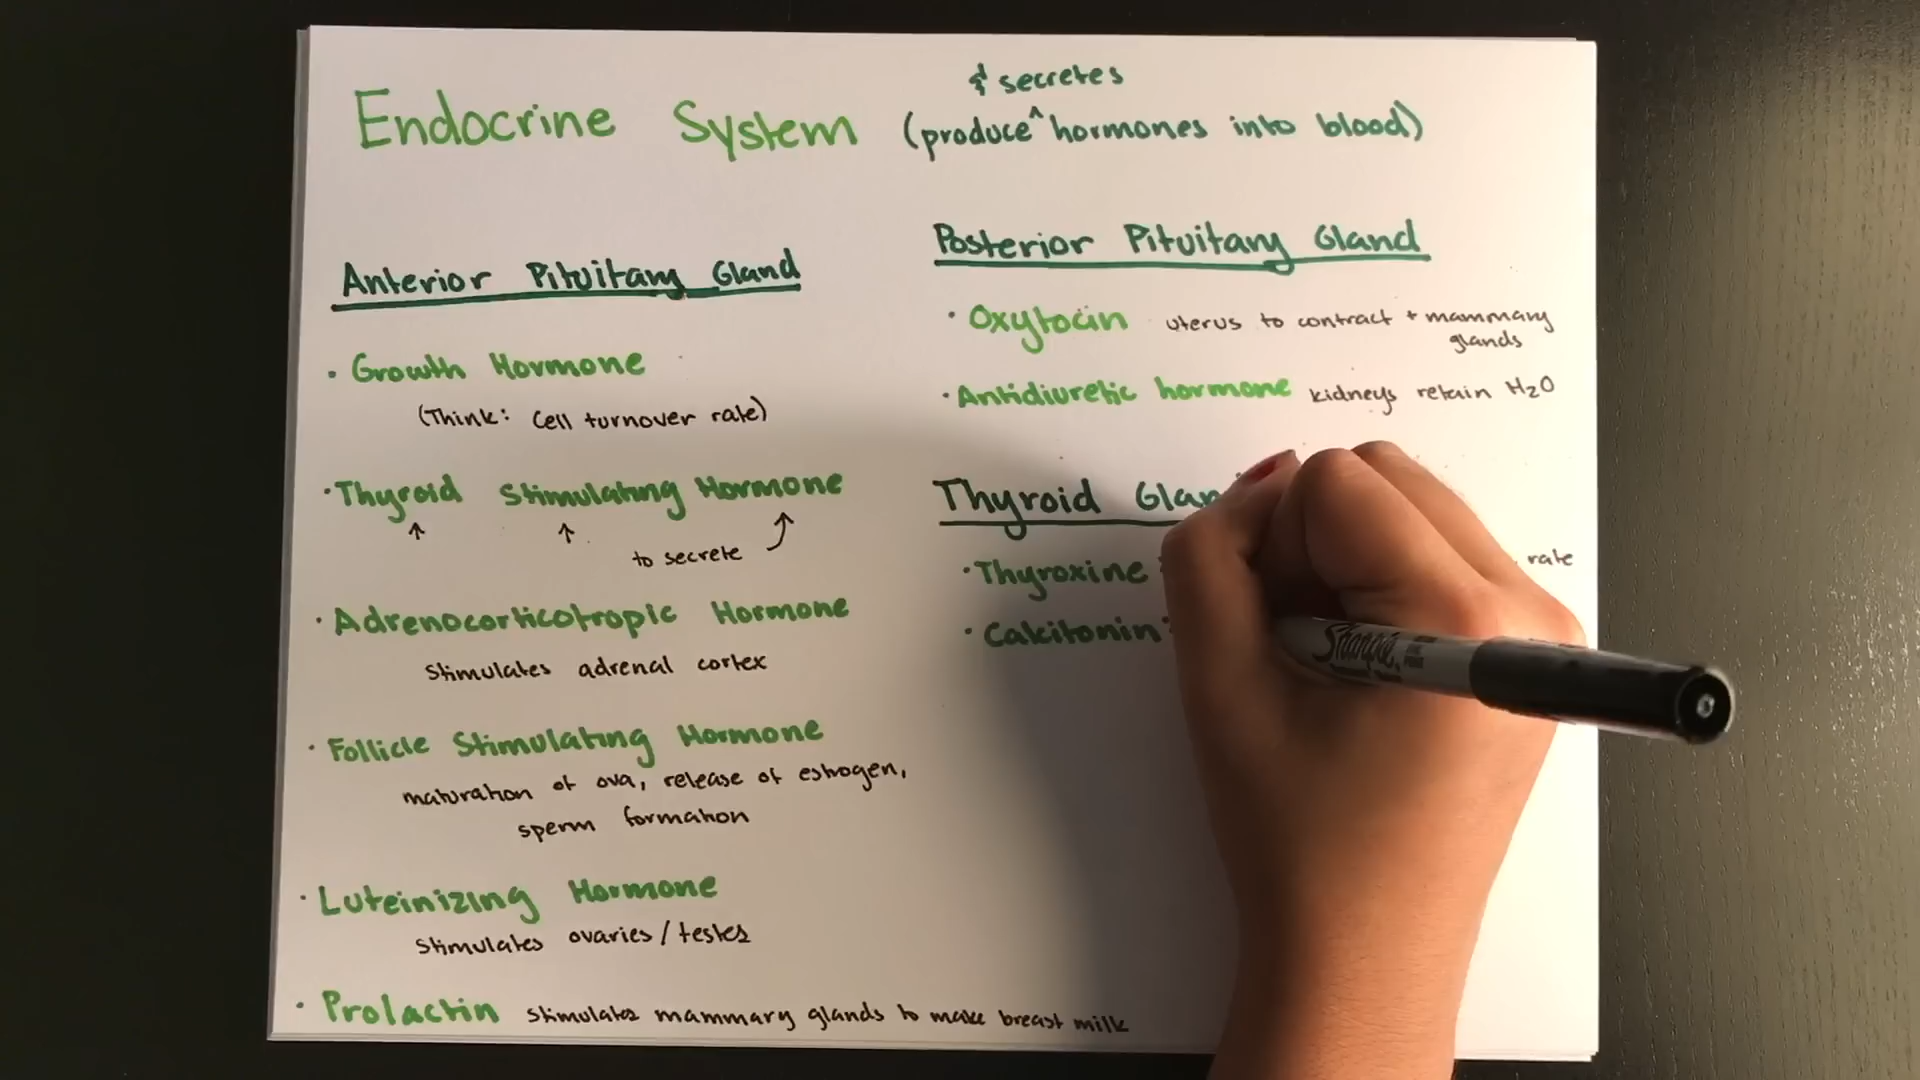 & secretes
Endocrine System (produce ^ hormones into blood)
Anterior Pituitary Gland
• Growth Hormone
(Think: Cell turnover rate)
• Thyroid Stimulating Hormone
↑ ↑ to secrete ⤴
• Adrenocorticotropic Hormone
Stimulates adrenal cortex
• Follicle Stimulating Hormone
maturation of ova, release of estrogen,
sperm formation
• Luteinizing Hormone
Stimulates ovaries / testes
• Prolactin stimulates mammary glands to make breast milk
Posterior Pituitary Gland
• Oxytocin uterus to contract + mammary
glands
• Antidiuretic hormone kidneys retain H2O
Thyroid Glan
• Thyroxine rate
• Calcitonin
Sharpie